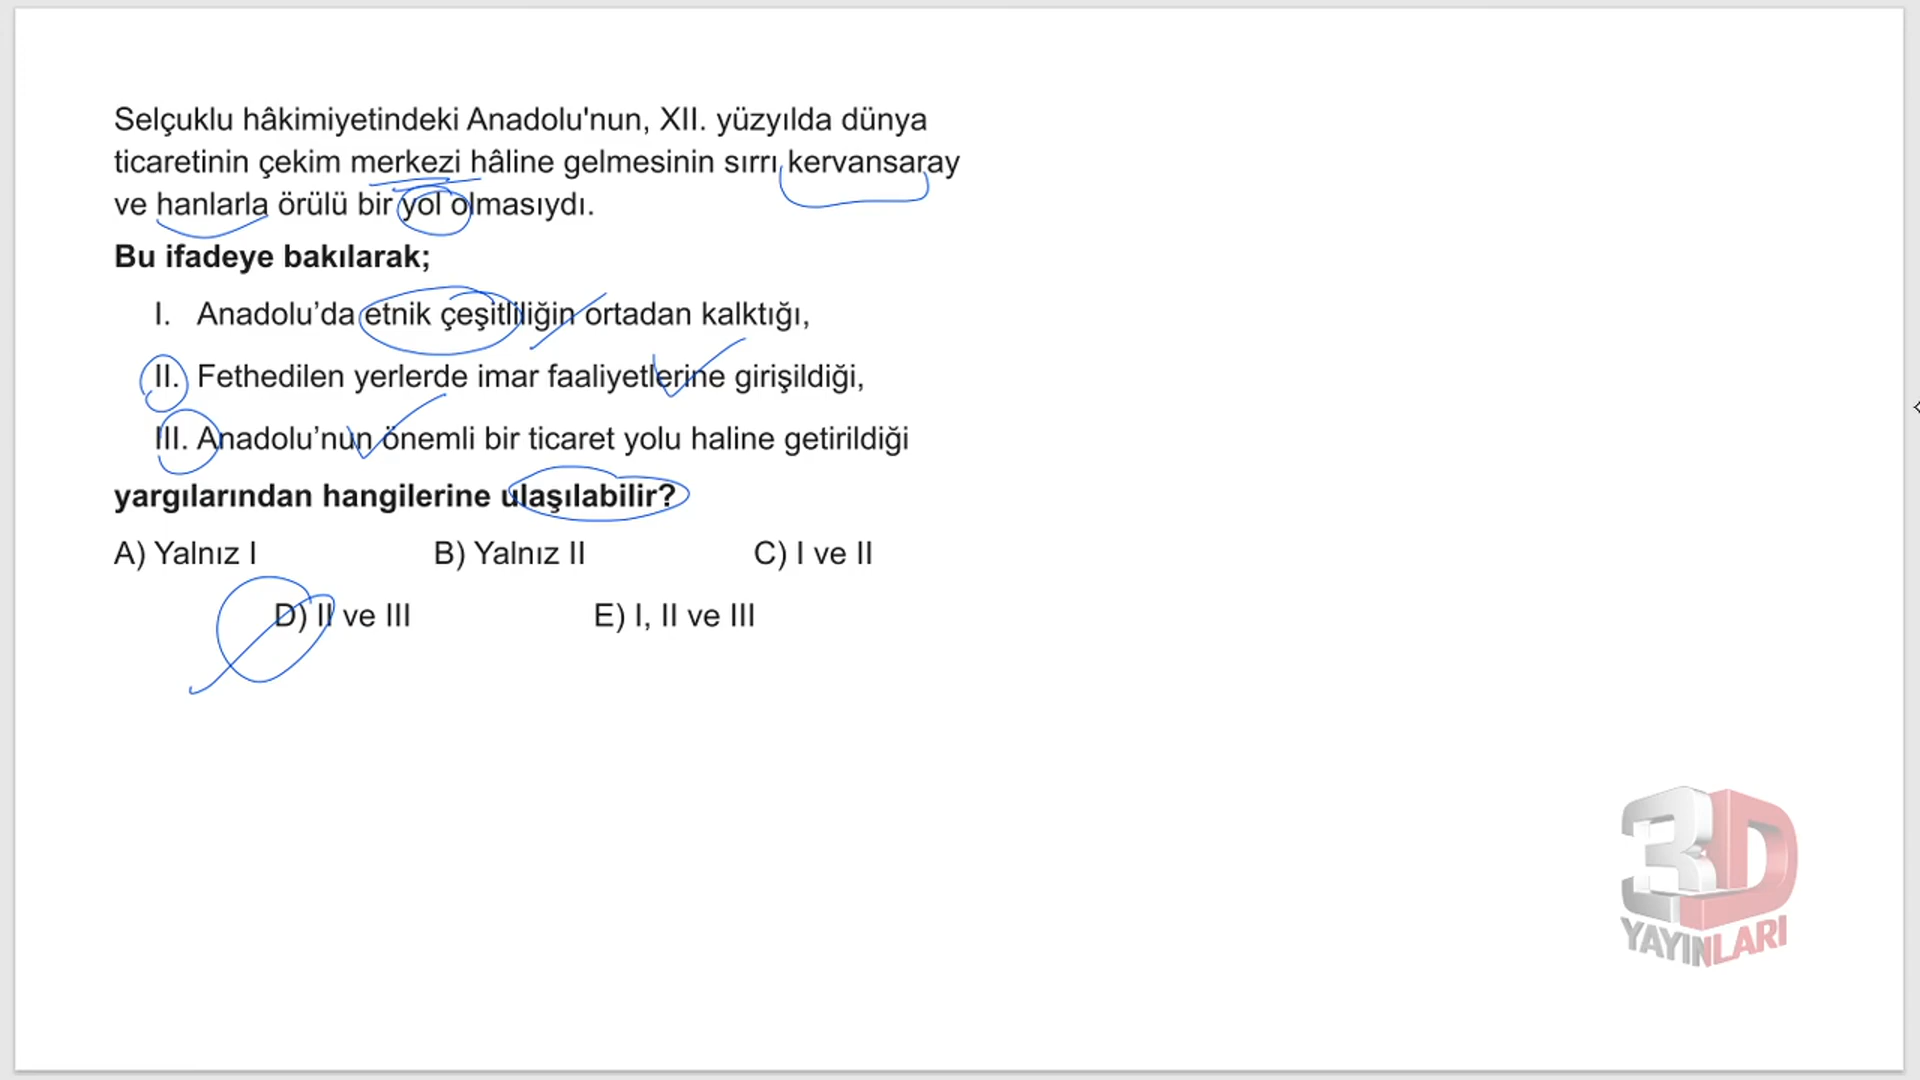 Selçuklu hâkimiyetindeki Anadolu'nun, XII. yüzyılda dünya
ticaretinin çekim merkezi hâline gelmesinin sırrı kervansaray
ve hanlarla örülü bir yol olmasıydı.
Bu ifadeye bakılarak;
I. Anadolu’da etnik çeşitliliğin ortadan kalktığı,
II. Fethedilen yerlerde imar faaliyetlerine girişildiği,
III. Anadolu’nun önemli bir ticaret yolu haline getirildiği
yargılarından hangilerine ulaşılabilir?
A) Yalnız I B) Yalnız II C) I ve II
D) II ve III E) I, II ve III
3D
YAYINLARI